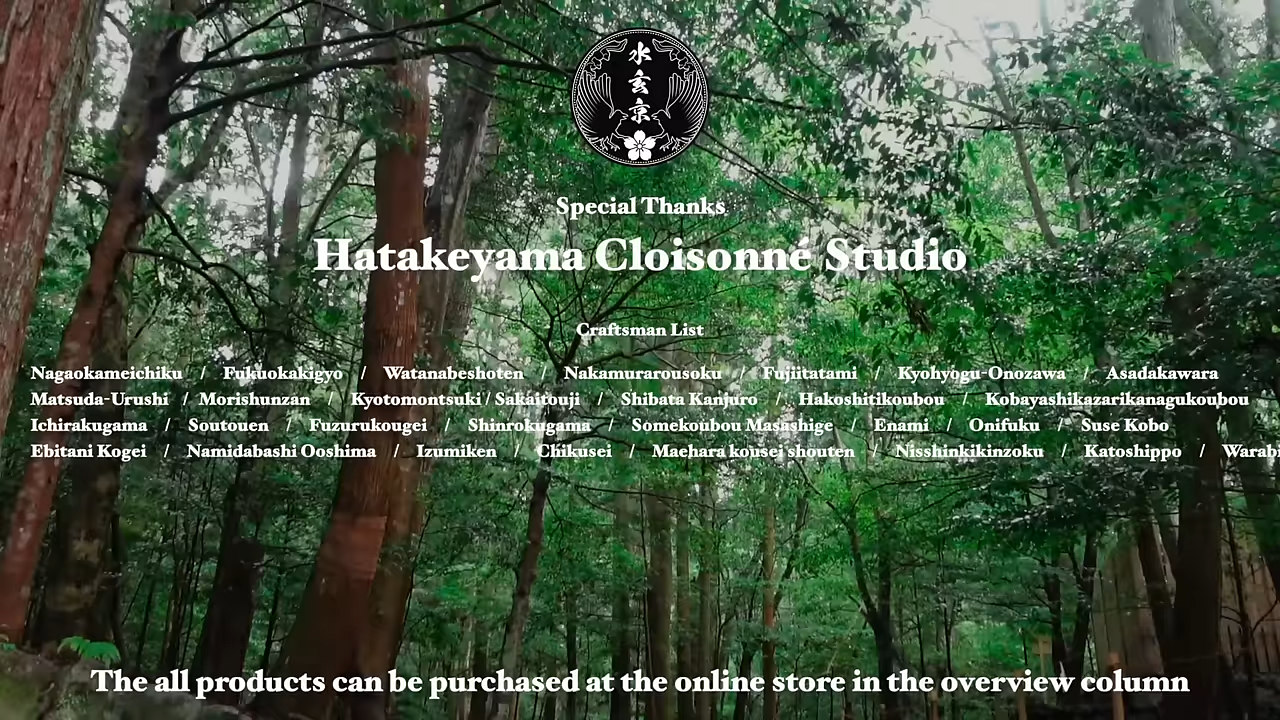 水玄京
Special Thanks
Hatakeyama Cloisonné Studio
Craftsman List
Nagaokameichiku / Fukuokakigyo / Watanabeshoten / Nakamurarousoku / Fujiitatami / Kyohyogu-Onozawa / Asadakawara
Matsuda-Urushi / Morishunzan / Kyotomontsuki / Sakaitouji / Shibata Kanjuro / Hakoshitikoubou / Kobayashikazarikanagukoubou
Ichirakugama / Soutouen / Fuzurukougei / Shinrokugama / Somekoubou Masashige / Enami / Onifuku / Suse Kobo
Ebitani Kogei / Namidabashi Ooshima / Izumiken / Chikusei / Maehara kousei shouten / Nisshinkikinzoku / Katoshippo /
The all products can be purchased at the online store in the overview column